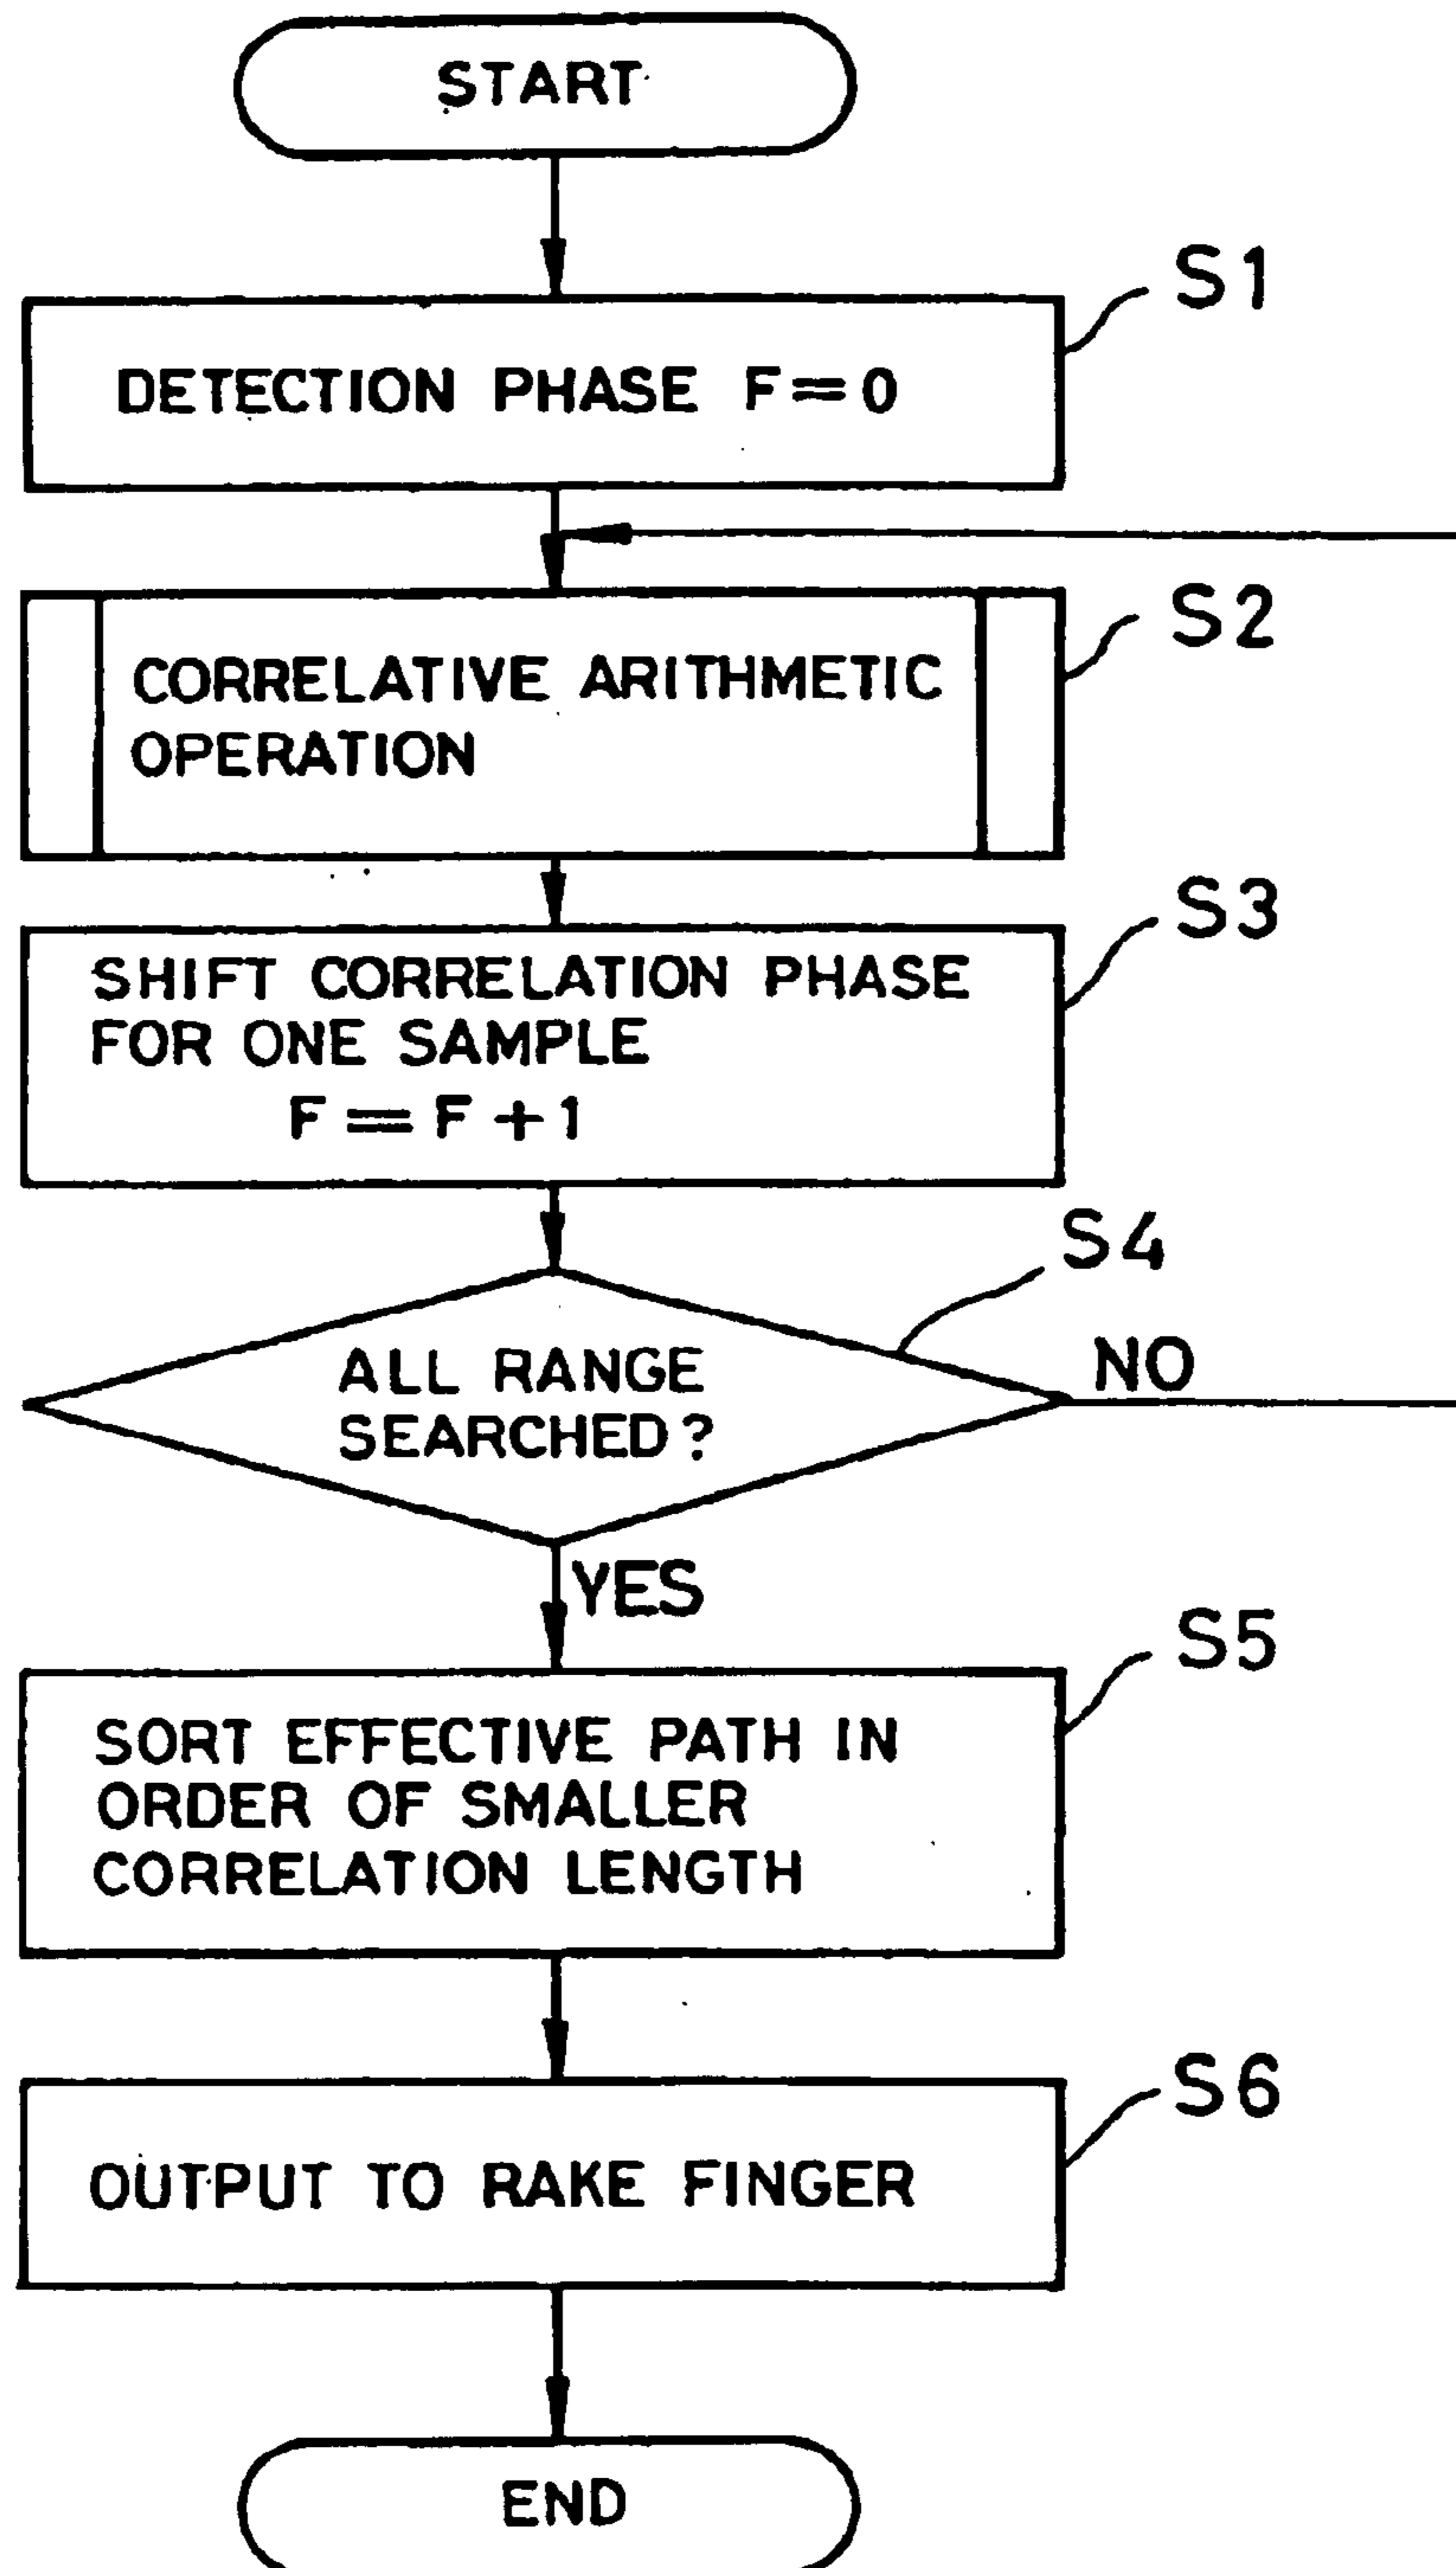 START
S1
DETECTION PHASE F=0
S2
CORRELATIVE ARITHMETIC
OPERATION
S3
SHIFT CORRELATION PHASE
FOR ONE SAMPLE
F=F+1
S4
ALL RANGE
SEARCHED?
NO
YES
S5
SORT EFFECTIVE PATH IN
ORDER OF SMALLER
CORRELATION LENGTH
S6
OUTPUT TO RAKE FINGER
END